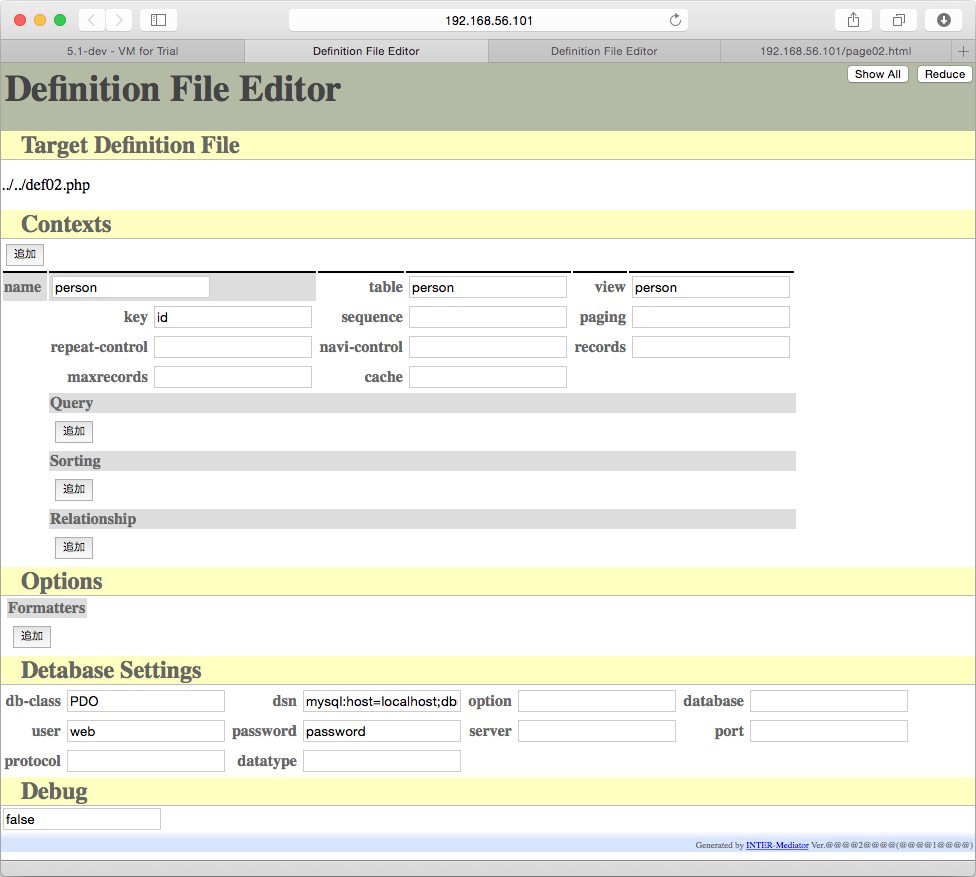 192.168.56.101
5.1-dev - VM for Trial Definition File Editor Definition File Editor 192.168.56.101/page02.html
Definition File Editor Show All Reduce
Target Definition File
../../def02.php
Contexts
追加
name person table person view person
key id sequence paging
repeat-control navi-control records
maxrecords cache
Query
追加
Sorting
追加
Relationship
追加
Options
Formatters
追加
Detabase Settings
db-class PDO dsn mysql:host=localhost;db option database
user web password password server port
protocol datatype
Debug
false
Generated by INTER-Mediator Ver.@@@@2@@@@(@@@@1@@@@)